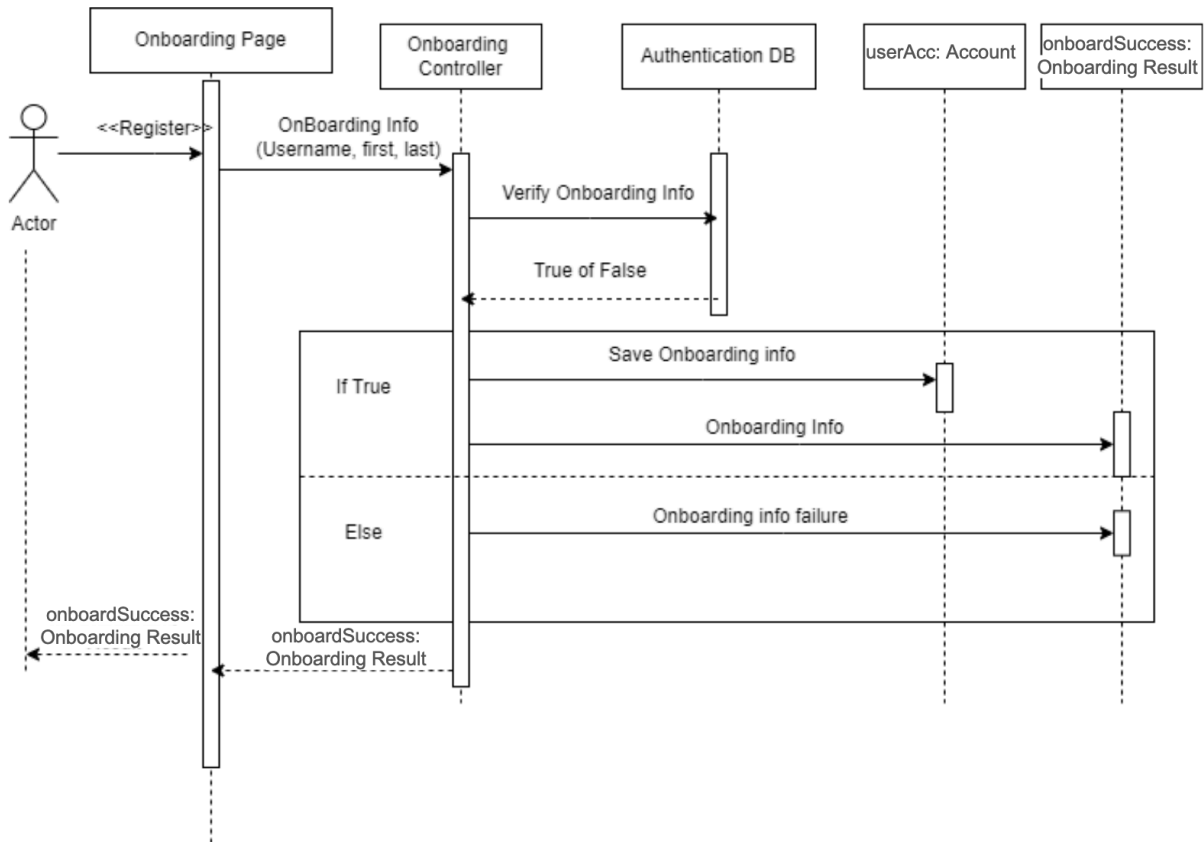 Onboarding Page
Onboarding
Controller
Authentication DB
userAcc: Account
onboardSuccess:
Onboarding Result
<<Register>>
OnBoarding Info
(Username, first, last)
Actor
Verify Onboarding Info
True of False
Save Onboarding info
If True
Onboarding Info
Onboarding info failure
Else
onboardSuccess:
Onboarding Result
onboardSuccess:
Onboarding Result